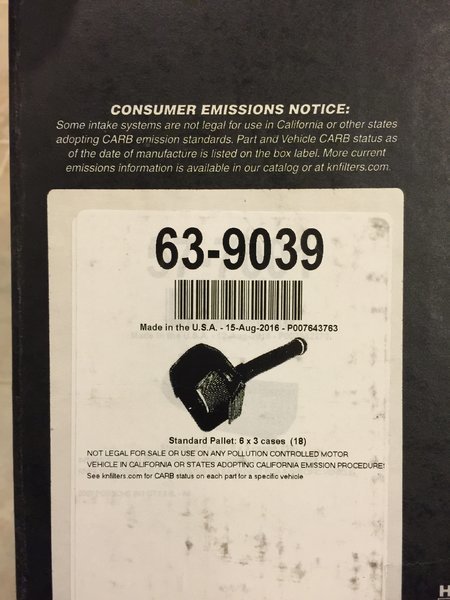 CONSUMER EMISSIONS NOTICE:
Some intake systems are not legal for use in California or other states
adopting CARB emission standards. Part and Vehicle CARB status as
of the date of manufacture is listed on the box label. More current
emissions information is available in our catalog or at knfilters.com.
63-9039
Made in the U.S.A. - 15-Aug-2016 - P007643763
Standard Pallet: 6 x 3 cases (18)
NOT LEGAL FOR SALE OR USE ON ANY POLLUTION CONTROLLED MOTOR
VEHICLE IN CALIFORNIA OR STATES ADOPTING CALIFORNIA EMISSION PROCEDURES
See knfilters.com for CARB status on each part for a specific vehicle
H